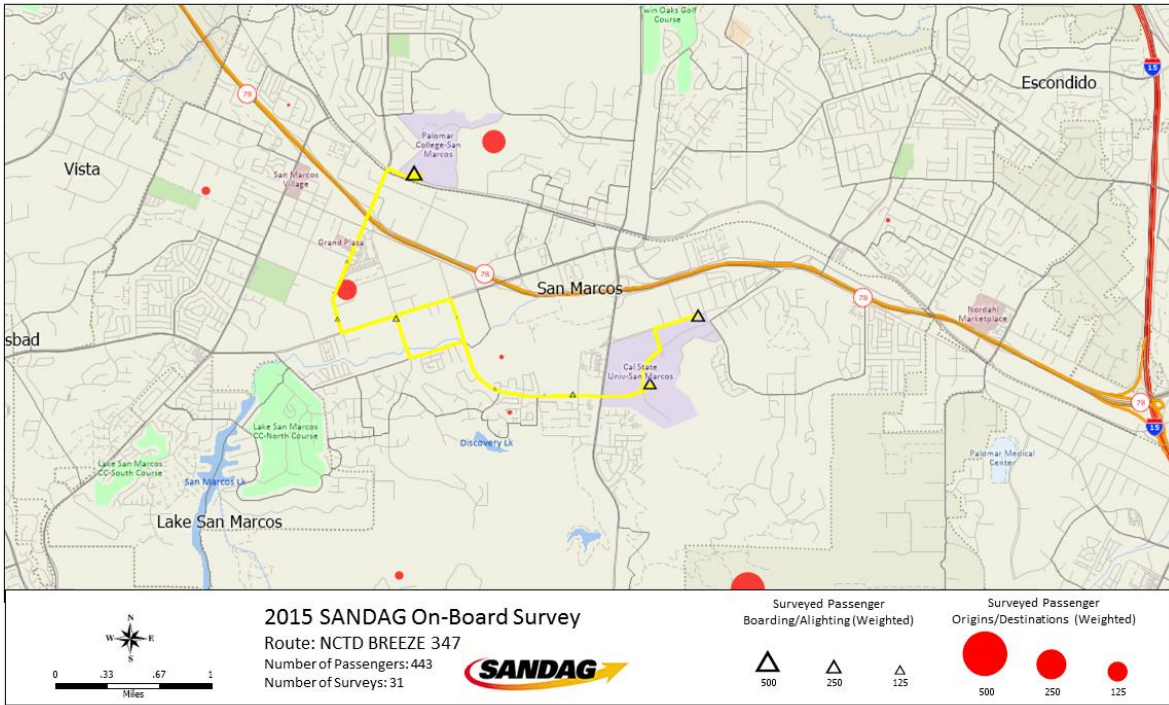 Twin Oaks Golf
Course
15
Escondido
78
Palomar
College-San
Marcos
Vista
San Marcos
Village
Grand Plaza
78
San Marcos
78
Nordahl
Marketplace
sbad
Cal State
Univ-San Marcos
78
15
Lake San Marcos
CC-North Course
Discovery Lk
Palomar Medical
Center
Lake San Marcos
CC-South Course
San Marcos Lk
Lake San Marcos
N
W E
S
0 .33 .67 1
Miles
2015 SANDAG On-Board Survey
Route: NCTD BREEZE 347
Number of Passengers: 443
Number of Surveys: 31
SANDAG
Surveyed Passenger
Boarding/Alighting (Weighted)
500 250 125
Surveyed Passenger
Origins/Destinations (Weighted)
500 250 125